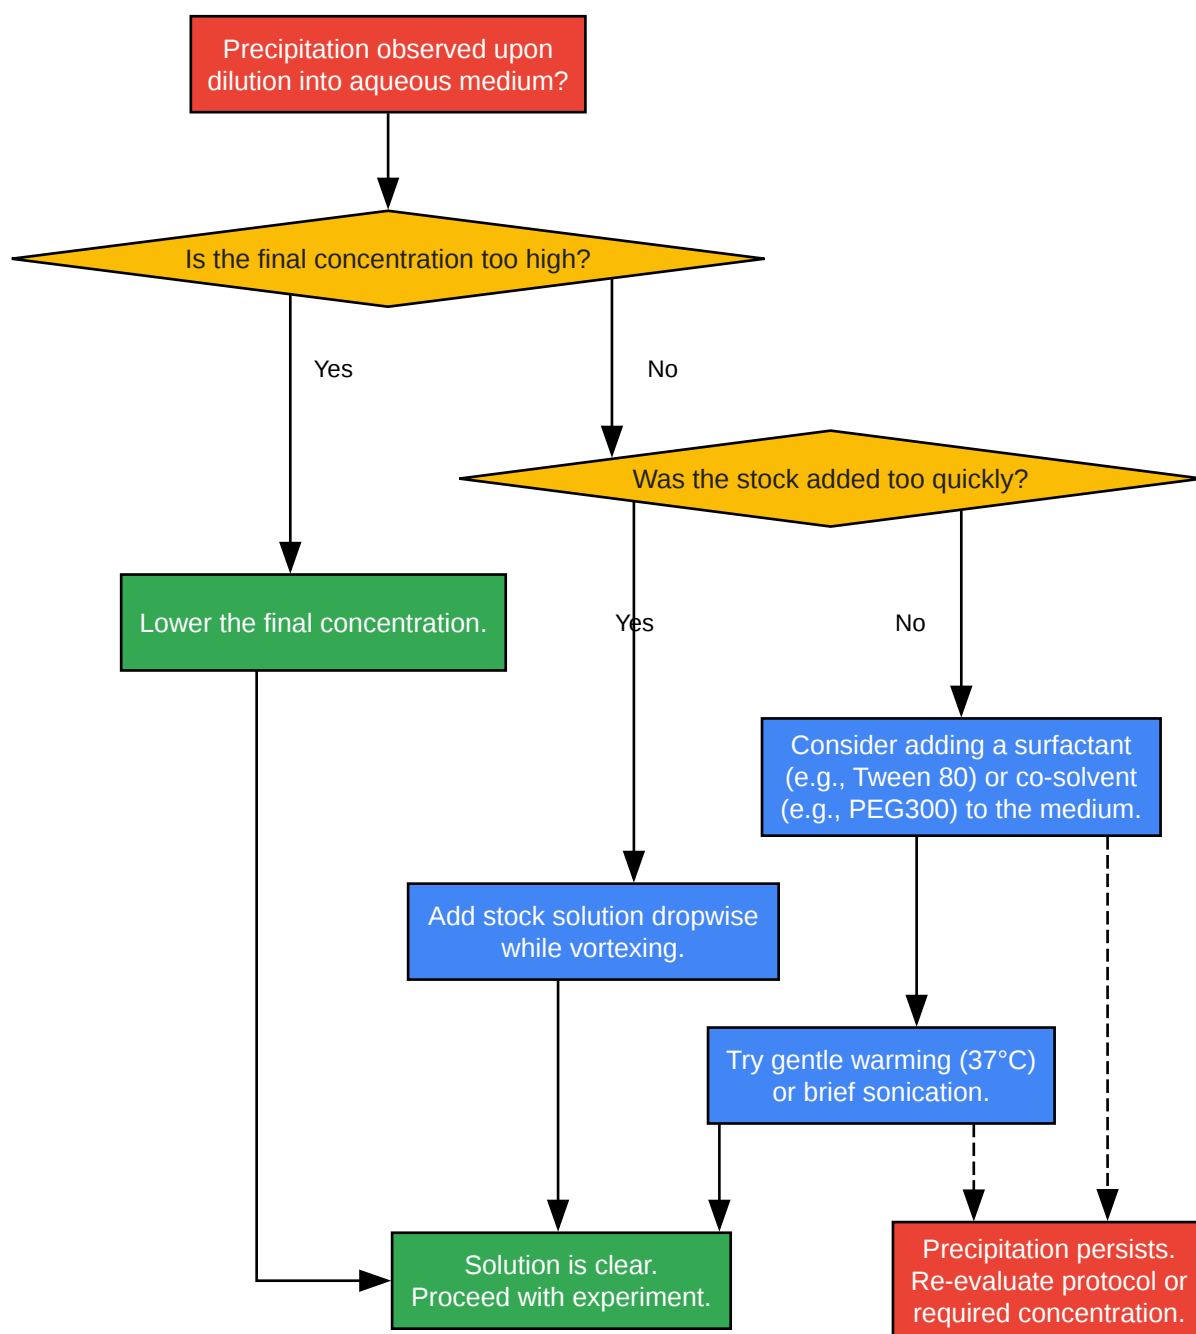 Precipitation observed upon
dilution into aqueous medium?
Is the final concentration too high?
Yes
No
Was the stock added too quickly?
Lower the final concentration.
Yes
No
Consider adding a surfactant
(e.g., Tween 80) or co-solvent
(e.g., PEG300) to the medium.
Add stock solution dropwise
while vortexing.
Try gentle warming (37°C)
or brief sonication.
Solution is clear.
Proceed with experiment.
Precipitation persists.
Re-evaluate protocol or
required concentration.